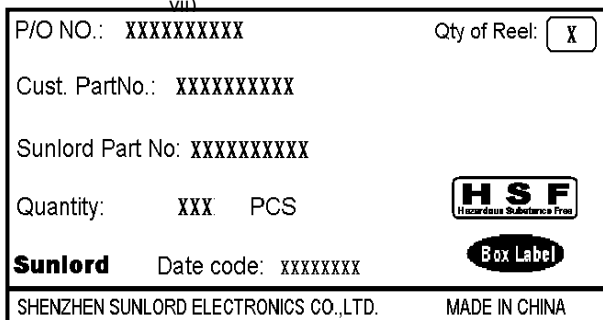 P/O NO.: XXXXXXXXXX Qty of Reel: X
Cust. PartNo.: XXXXXXXXXX
Sunlord Part No: XXXXXXXXXX
Quantity: XXX PCS
H S F
Hazardous Substance Free
Box Label
Sunlord Date code: XXXXXXXX
SHENZHEN SUNLORD ELECTRONICS CO.,LTD. MADE IN CHINA